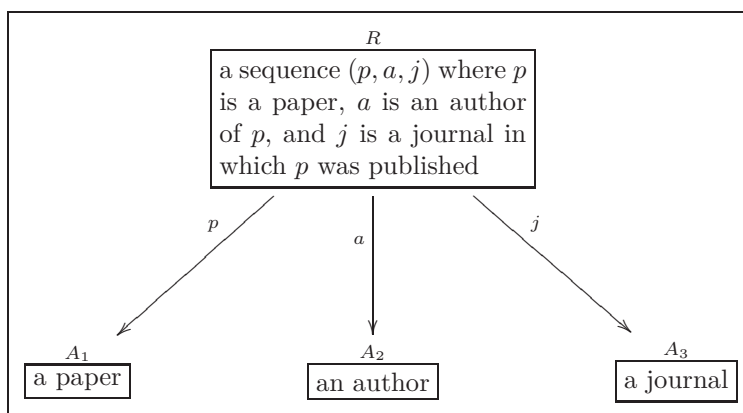 R
a sequence (p, a, j) where p
is a paper, a is an author
of p, and j is a journal in
which p was published
p
a
j
A₁
a paper
A₂
an author
A₃
a journal